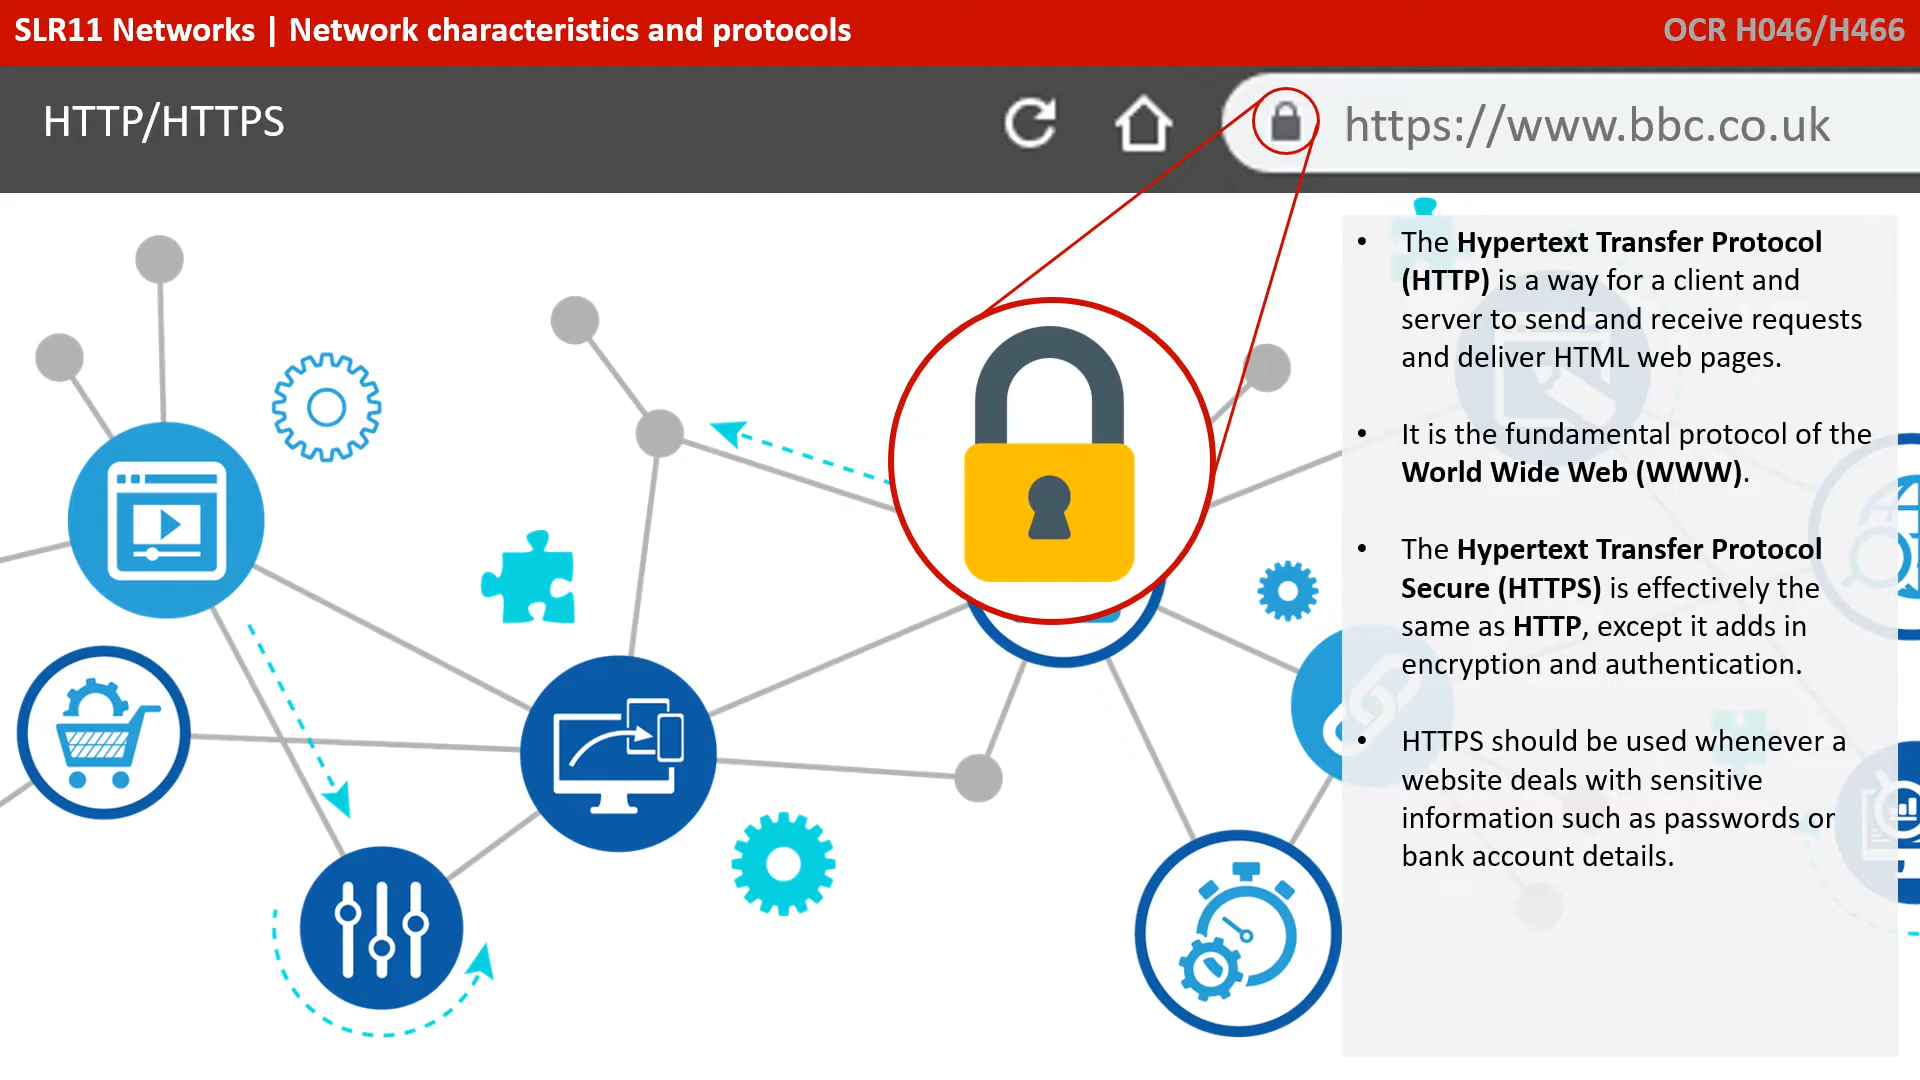 SLR11 Networks | Network characteristics and protocols
OCR H046/H466
HTTP/HTTPS
https://www.bbc.co.uk
• The Hypertext Transfer Protocol
(HTTP) is a way for a client and
server to send and receive requests
and deliver HTML web pages.
• It is the fundamental protocol of the
World Wide Web (WWW).
• The Hypertext Transfer Protocol
Secure (HTTPS) is effectively the
same as HTTP, except it adds in
encryption and authentication.
• HTTPS should be used whenever a
website deals with sensitive
information such as passwords or
bank account details.